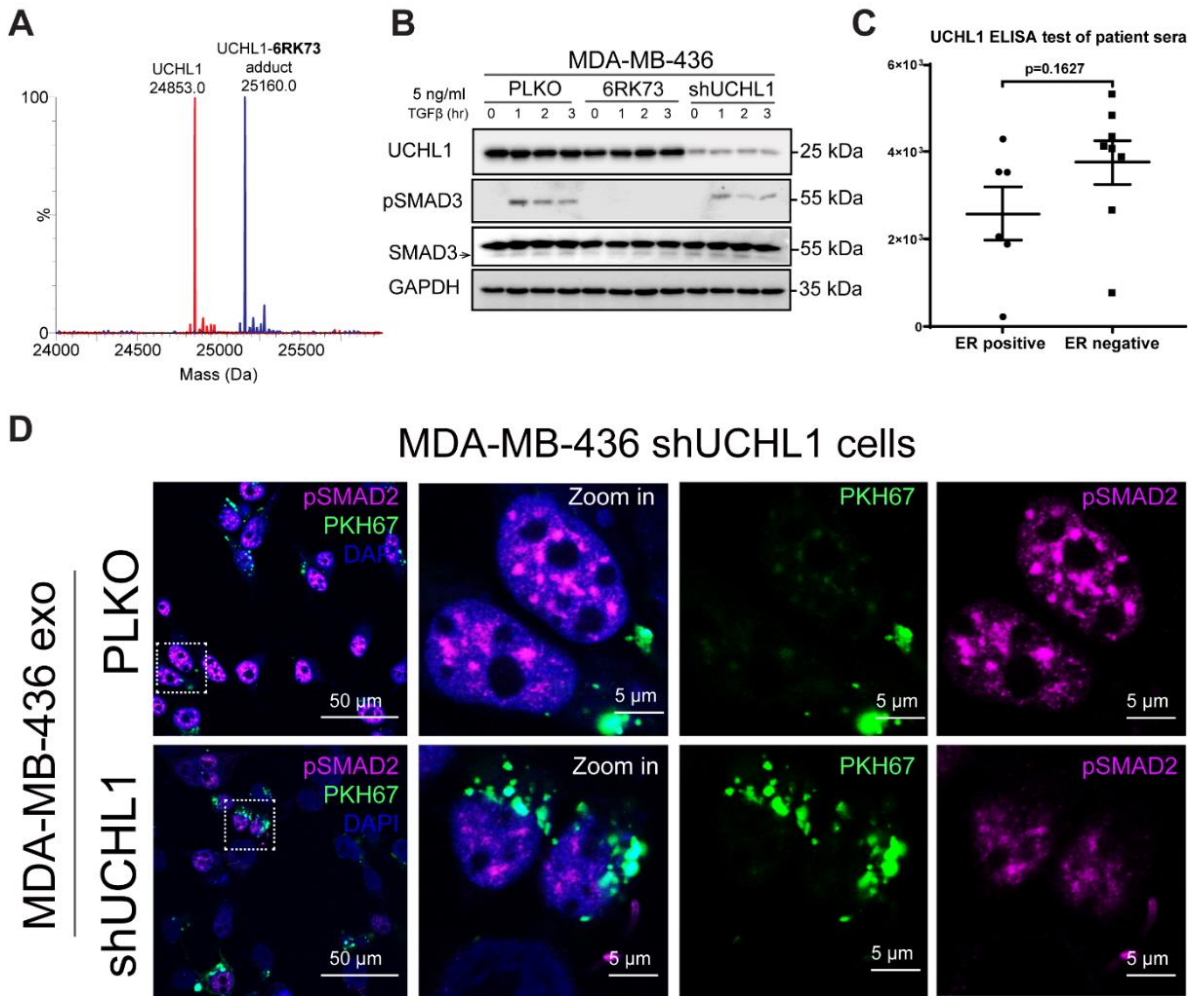 A
UCHL1
24853.0
UCHL1-6RK73
adduct
25160.0
100
%
0
24000 24500 25000 25500
Mass (Da)
B
MDA-MB-436
PLKO 6RK73 shUCHL1
5 ng/ml
TGFβ (hr) 0 1 2 3 0 1 2 3 0 1 2 3
UCHL1 -25 kDa
pSMAD3 -55 kDa
SMAD3 -55 kDa
GAPDH -35 kDa
C
UCHL1 ELISA test of patient sera
6×10³
p=0.1627
4×10³
2×10³
0
ER positive ER negative
D
MDA-MB-436 shUCHL1 cells
MDA-MB-436 exo
PLKO
pSMAD2
PKH67
DAPI
50 µm
Zoom in
5 µm
PKH67
5 µm
pSMAD2
5 µm
shUCHL1
pSMAD2
PKH67
DAPI
50 µm
Zoom in
5 µm
PKH67
5 µm
pSMAD2
5 µm